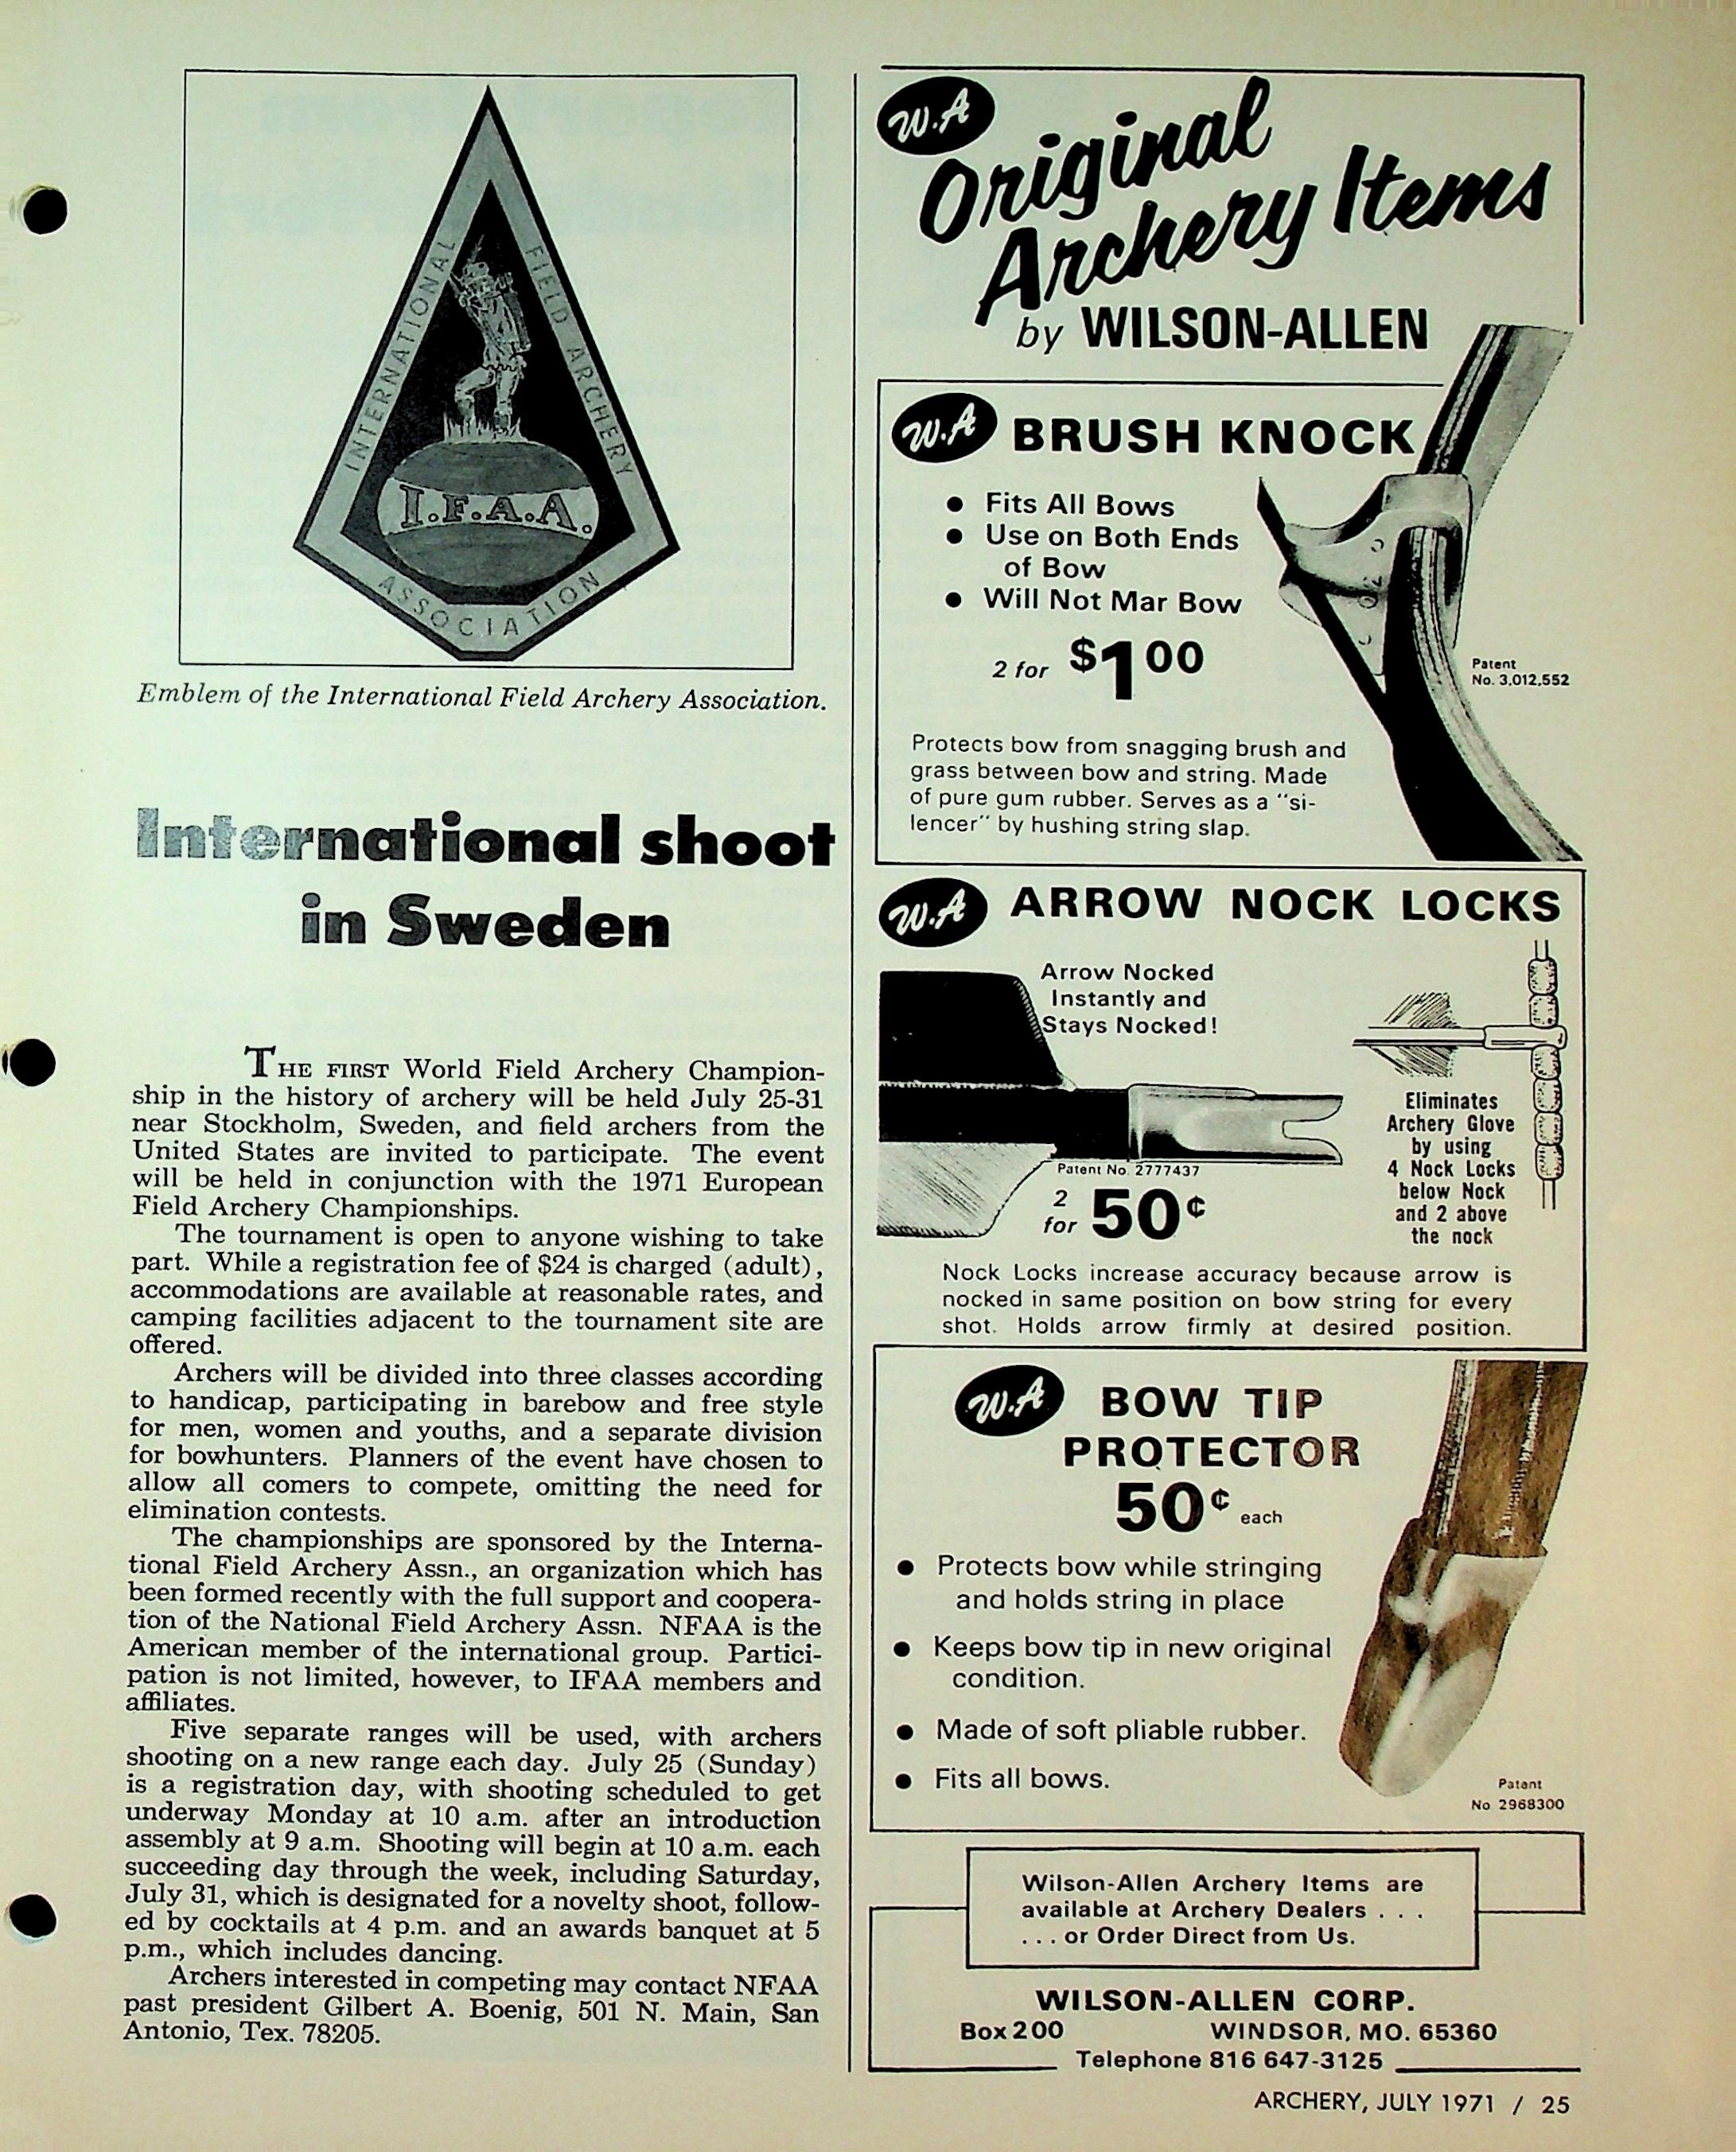 INTERNATIONAL
FIELD ARCHERY
I.F.A.A.
ASSOCIATION
Emblem of the International Field Archery Association.
International shoot
in Sweden
THE FIRST World Field Archery Champion-
ship in the history of archery will be held July 25-31
near Stockholm, Sweden, and field archers from the
United States are invited to participate. The event
will be held in conjunction with the 1971 European
Field Archery Championships.
The tournament is open to anyone wishing to take
part. While a registration fee of $24 is charged (adult),
accommodations are available at reasonable rates, and
camping facilities adjacent to the tournament site are
offered.
Archers will be divided into three classes according
to handicap, participating in barebow and free style
for men, women and youths, and a separate division
for bowhunters. Planners of the event have chosen to
allow all comers to compete, omitting the need for
elimination contests.
The championships are sponsored by the Interna-
tional Field Archery Assn., an organization which has
been formed recently with the full support and coopera-
tion of the National Field Archery Assn. NFAA is the
American member of the international group. Partici-
pation is not limited, however, to IFAA members and
affiliates.
Five separate ranges will be used, with archers
shooting on a new range each day. July 25 (Sunday)
is a registration day, with shooting scheduled to get
underway Monday at 10 a.m. after an introduction
assembly at 9 a.m. Shooting will begin at 10 a.m. each
succeeding day through the week, including Saturday,
July 31, which is designated for a novelty shoot, follow-
ed by cocktails at 4 p.m. and an awards banquet at 5
p.m., which includes dancing.
Archers interested in competing may contact NFAA
past president Gilbert A. Boenig, 501 N. Main, San
Antonio, Tex. 78205.
W.A
Original
Archery Items
by WILSON-ALLEN
W.A BRUSH KNOCK
● Fits All Bows
● Use on Both Ends
of Bow
● Will Not Mar Bow
2 for $1 00
Patent
No. 3,012,552
Protects bow from snagging brush and
grass between bow and string. Made
of pure gum rubber. Serves as a "si-
lencer" by hushing string slap.
W.A ARROW NOCK LOCKS
Arrow Nocked
Instantly and
Stays Nocked!
Patent No. 2777437
2
for 50¢
Eliminates
Archery Glove
by using
4 Nock Locks
below Nock
and 2 above
the nock
Nock Locks increase accuracy because arrow is
nocked in same position on bow string for every
shot. Holds arrow firmly at desired position.
W.A BOW TIP
PROTECTOR
50¢ each
● Protects bow while stringing
and holds string in place
● Keeps bow tip in new original
condition.
● Made of soft pliable rubber.
● Fits all bows.
Patent
No 2968300
Wilson-Allen Archery Items are
available at Archery Dealers . . .
. . . or Order Direct from Us.
WILSON-ALLEN CORP.
Box 200 WINDSOR, MO. 65360
Telephone 816 647-3125
ARCHERY, JULY 1971 / 25